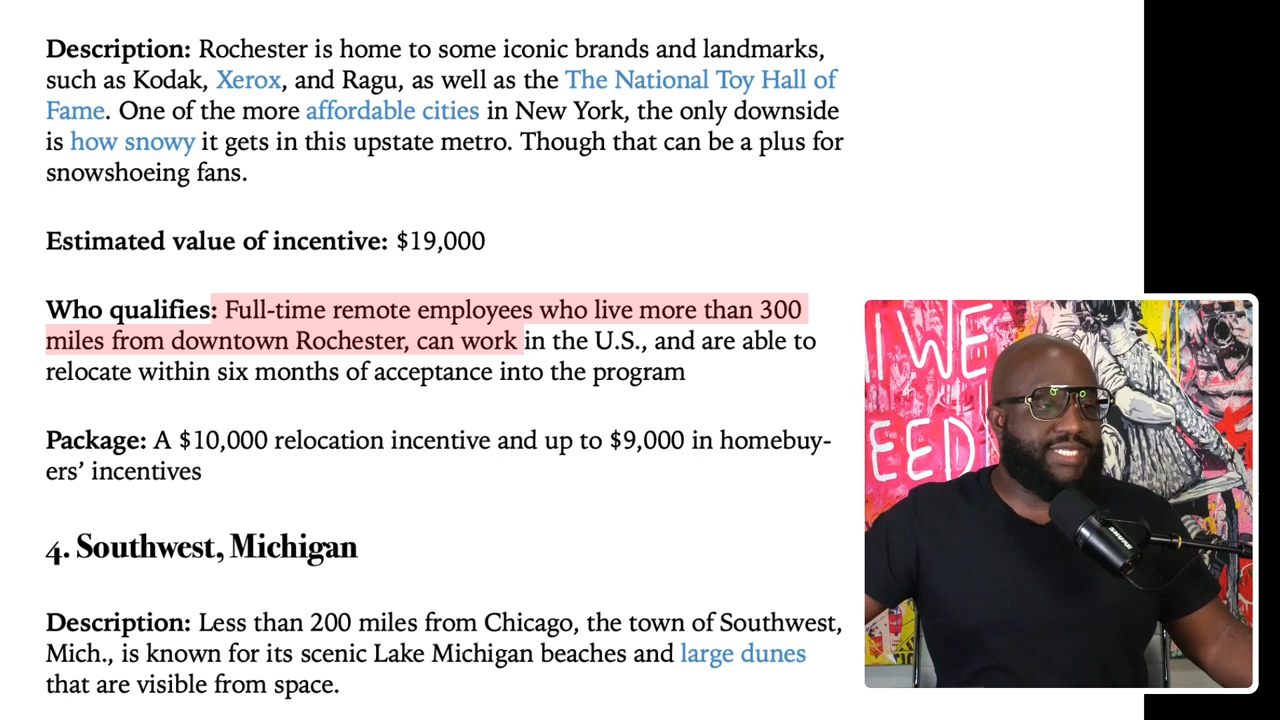 Description: Rochester is home to some iconic brands and landmarks,
such as Kodak, Xerox, and Ragu, as well as the The National Toy Hall of
Fame. One of the more affordable cities in New York, the only downside
is how snowy it gets in this upstate metro. Though that can be a plus for
snowshoeing fans.
Estimated value of incentive: $19,000
Who qualifies: Full-time remote employees who live more than 300
miles from downtown Rochester, can work in the U.S., and are able to
relocate within six months of acceptance into the program
Package: A $10,000 relocation incentive and up to $9,000 in homebuy-
ers’ incentives
4. Southwest, Michigan
Description: Less than 200 miles from Chicago, the town of Southwest,
Mich., is known for its scenic Lake Michigan beaches and large dunes
that are visible from space.
WE
EED
SHURE